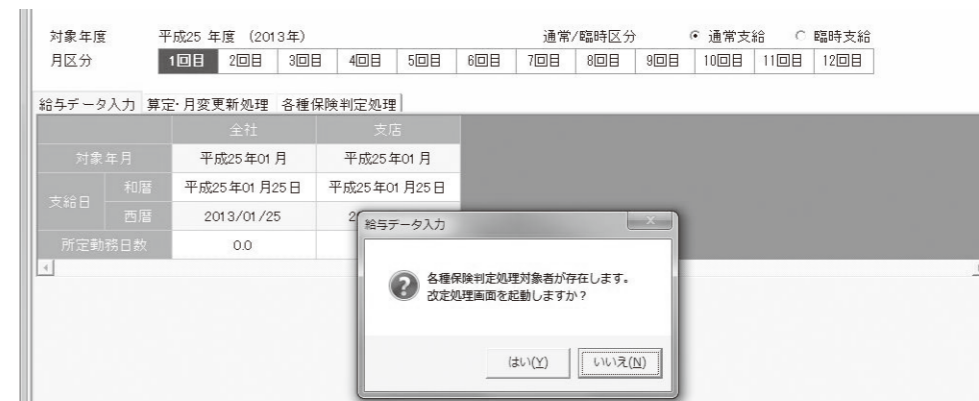 対象年度 平成25 年度 (2013年) 通常/臨時区分 通常支給 臨時支給
月区分 1回目 2回目 3回目 4回目 5回目 6回目 7回目 8回目 9回目 10回目 11回目 12回目
給与データ入力 算定・月変更新処理 各種保険判定処理
全社 支店
対象年月 平成25年01月 平成25年01月
支給日 和暦 平成25年01月25日 平成25年01月25日
西暦 2013/01/25 2
所定勤務日数 0.0
給与データ入力
各種保険判定処理対象者が存在します。
改定処理画面を起動しますか？
はい(Y) いいえ(N)